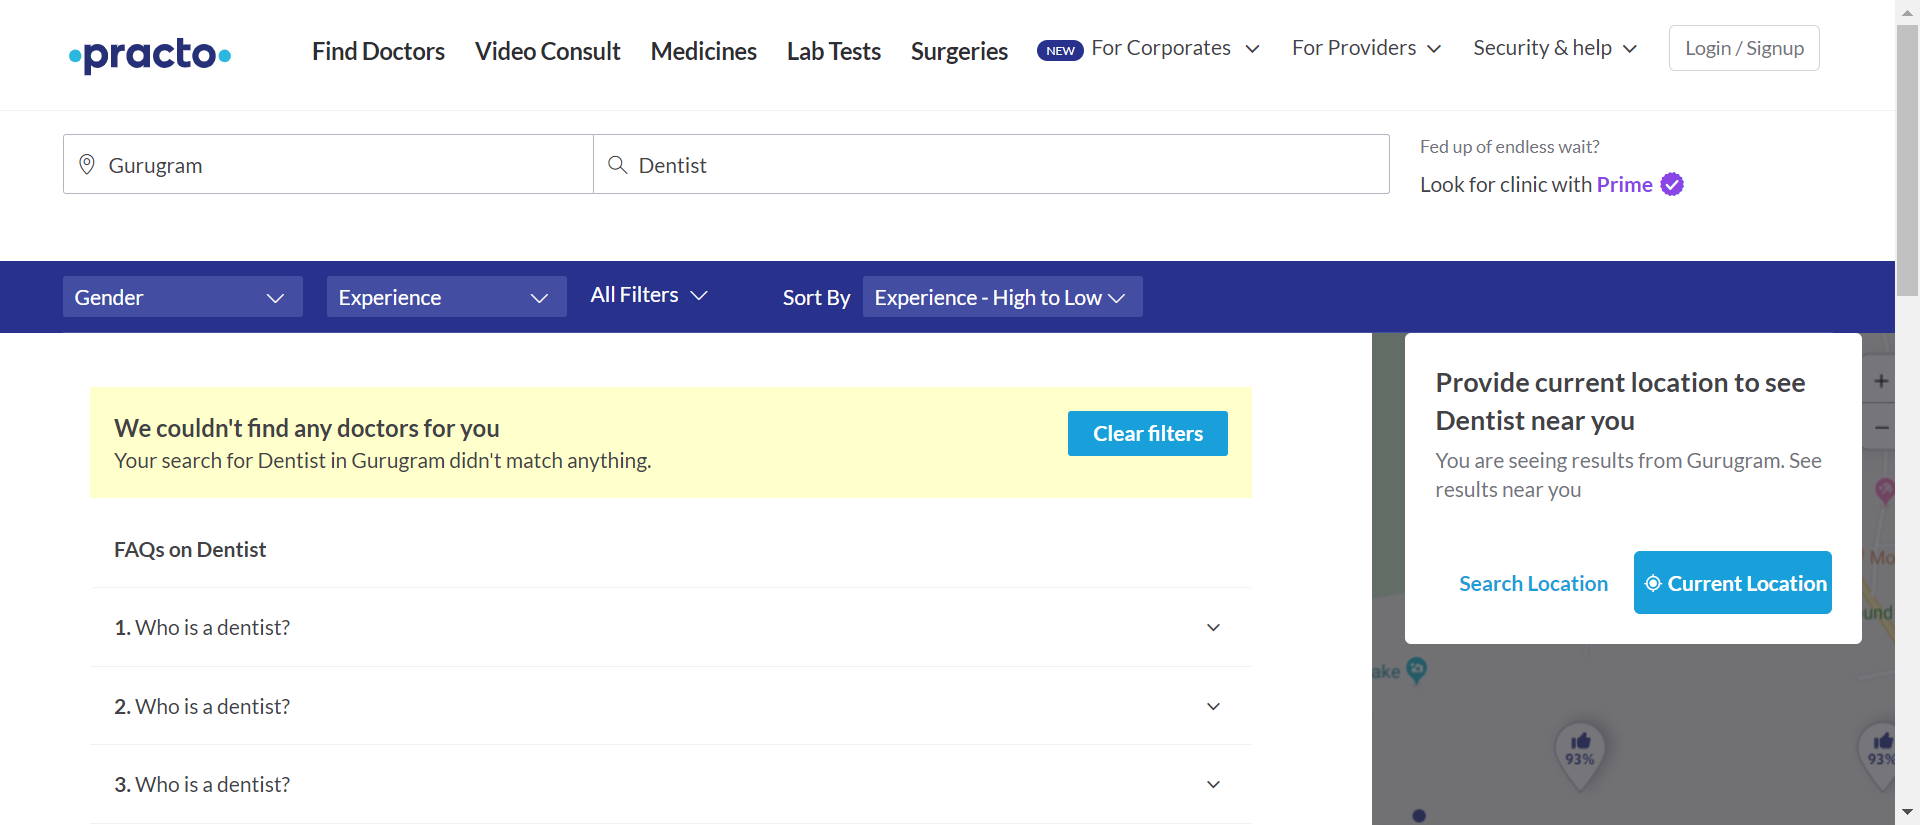 practo
Find Doctors
Video Consult
Medicines
Lab Tests
Surgeries
NEW
For Corporates
For Providers
Security & help
Login / Signup
Gurugram
Dentist
Fed up of endless wait?
Look for clinic with Prime
Gender
Experience
All Filters
Sort By
Experience - High to Low
We couldn't find any doctors for you
Your search for Dentist in Gurugram didn't match anything.
Clear filters
FAQs on Dentist
1. Who is a dentist?
2. Who is a dentist?
3. Who is a dentist?
Provide current location to see
Dentist near you
You are seeing results from Gurugram. See
results near you
Search Location
Current Location
+
−
93%
93%